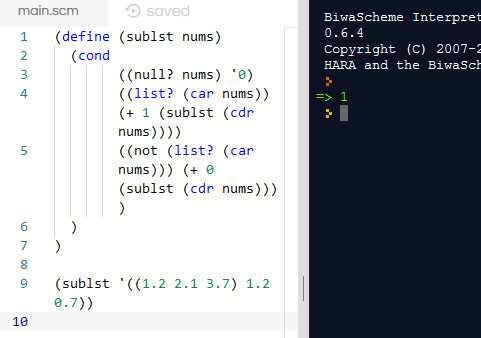 main.scm
saved
1 (define (sublst nums)
2 (cond
3 ((null? nums) '0)
4 ((list? (car nums))
(+ 1 (sublst (cdr
nums))))
5 ((not (list? (car
nums))) (+ 0
(sublst (cdr nums)))
)
6 )
7 )
8
9 (sublst '((1.2 2.1 3.7) 1.2
0.7))
10
BiwaScheme Interpret
0.6.4
Copyright (C) 2007-2
HARA and the BiwaSch
=> 1